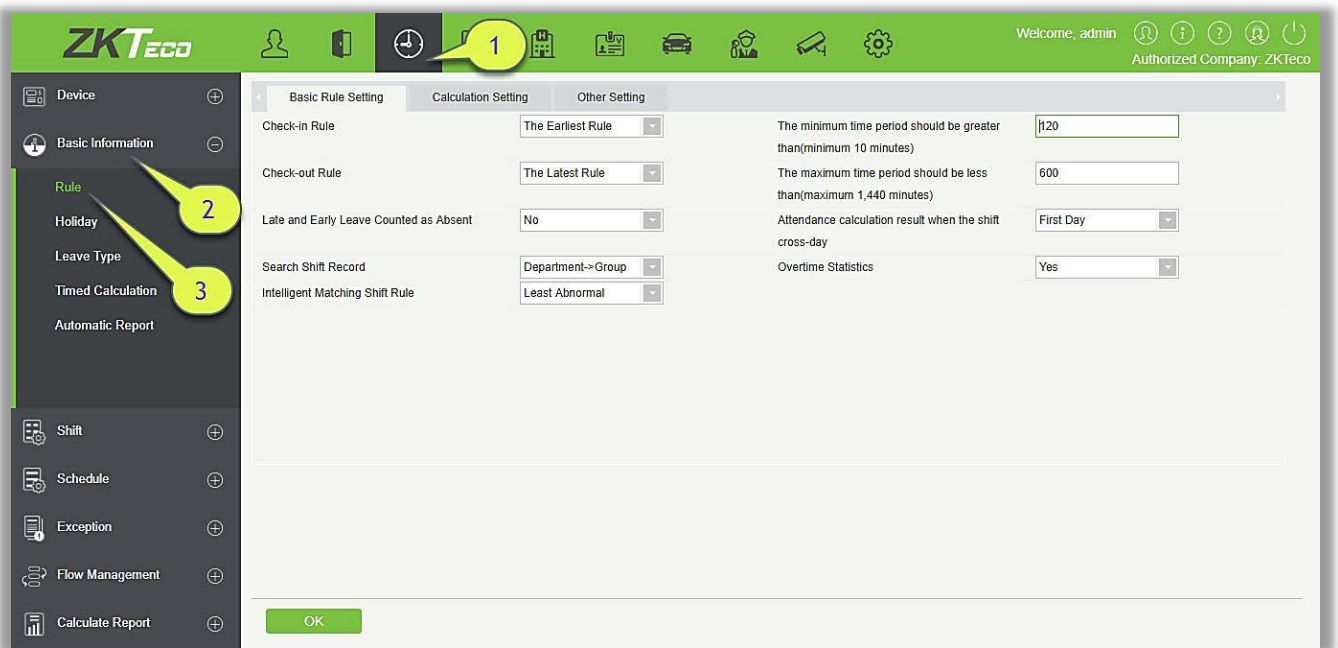 ZKTECO
1
Welcome, admin
Authorized Company: ZKTeco
Device
Basic Information
Rule
2
Holiday
Leave Type
Timed Calculation
3
Automatic Report
Shift
Schedule
Exception
Flow Management
Calculate Report
Basic Rule Setting
Calculation Setting
Other Setting
Check-in Rule
The Earliest Rule
The minimum time period should be greater
than(minimum 10 minutes)
120
Check-out Rule
The Latest Rule
The maximum time period should be less
than(maximum 1,440 minutes)
600
Late and Early Leave Counted as Absent
No
Attendance calculation result when the shift
cross-day
First Day
Search Shift Record
Department->Group
Overtime Statistics
Yes
Intelligent Matching Shift Rule
Least Abnormal
OK